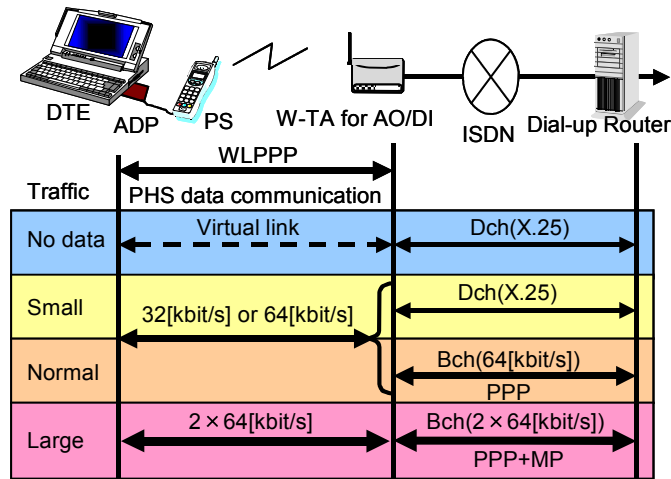 DTE
ADP
PS
W-TA for AO/DI
ISDN
Dial-up Router
WLPPP
Traffic
PHS data communication
No data
Virtual link
Dch(X.25)
Small
32[kbit/s] or 64[kbit/s]
Dch(X.25)
Normal
Bch(64[kbit/s])
PPP
Large
2×64[kbit/s]
Bch(2×64[kbit/s])
PPP+MP